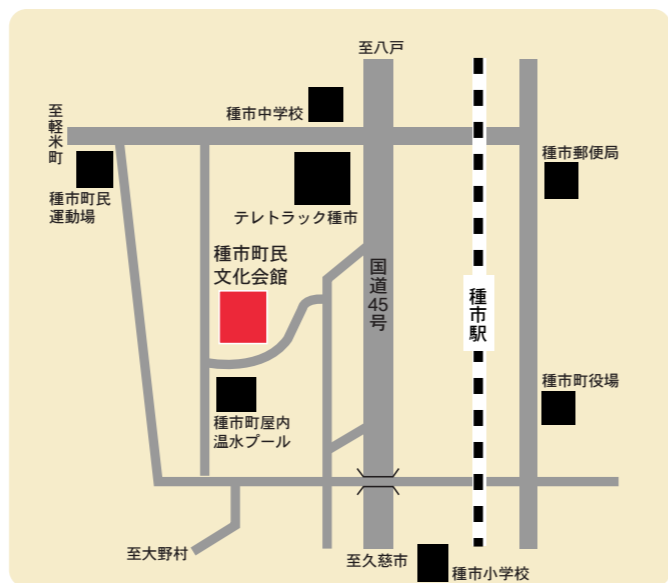 至八戸
種市中学校
至軽米町
種市郵便局
種市町民
運動場
テレトラック種市
種市町民
文化会館
国道45号
種市駅
種市町役場
種市町屋内
温水プール
至大野村
至久慈市
種市小学校